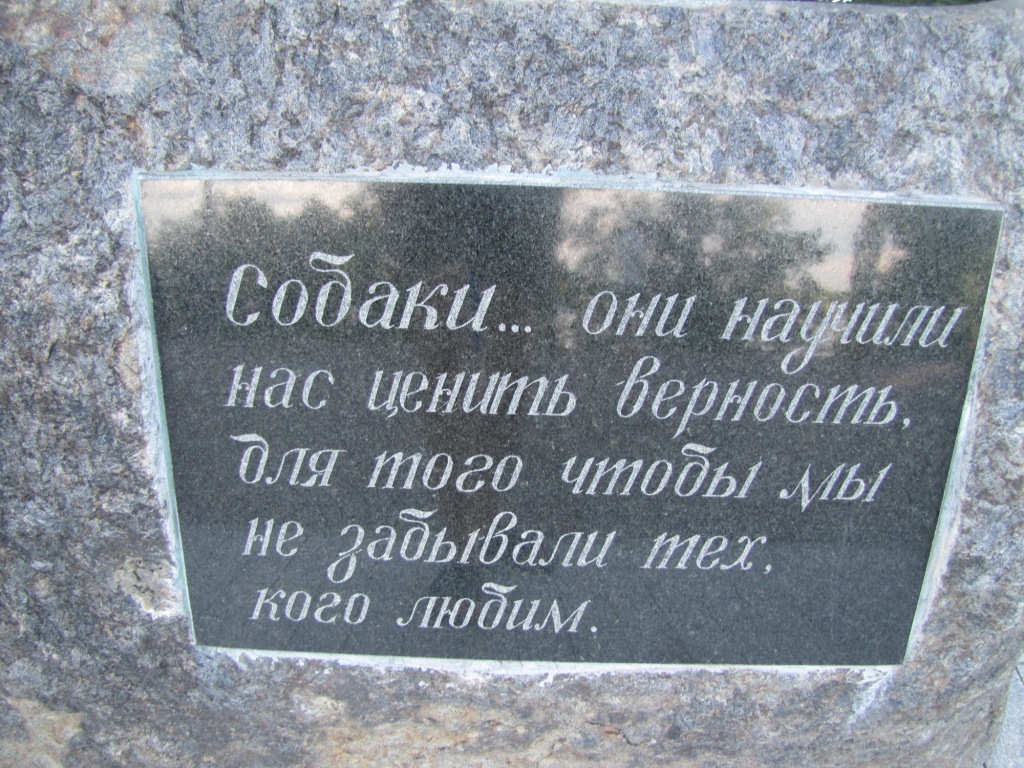 Собаки... они научили
нас ценить верность,
для того чтобы мы
не забывали тех,
кого любим.